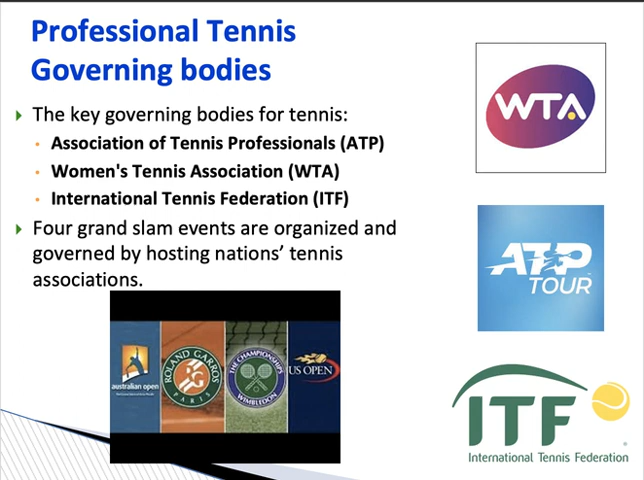 Professional Tennis
Governing bodies
The key governing bodies for tennis:
Association of Tennis Professionals (ATP)
Women's Tennis Association (WTA)
International Tennis Federation (ITF)
Four grand slam events are organized and
governed by hosting nations’ tennis
associations.
WTA
ATP
TOUR
ITF
International Tennis Federation
australian open
ROLAND GARROS
PARIS
THE CHAMPIONSHIPS
WIMBLEDON
US OPEN